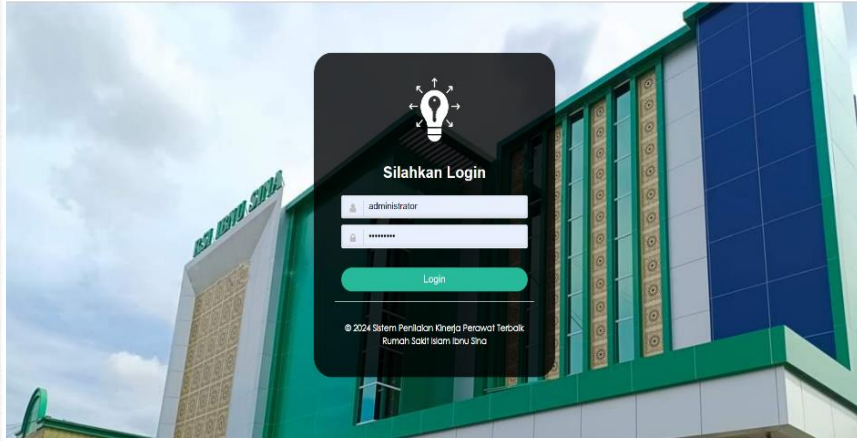 RSI IBNU SINA
Silahkan Login
administrator
•••••••••
Login
© 2024 Sistem Penilaian Kinerja Perawat Terbaik
Rumah Sakit Islam Ibnu Sina